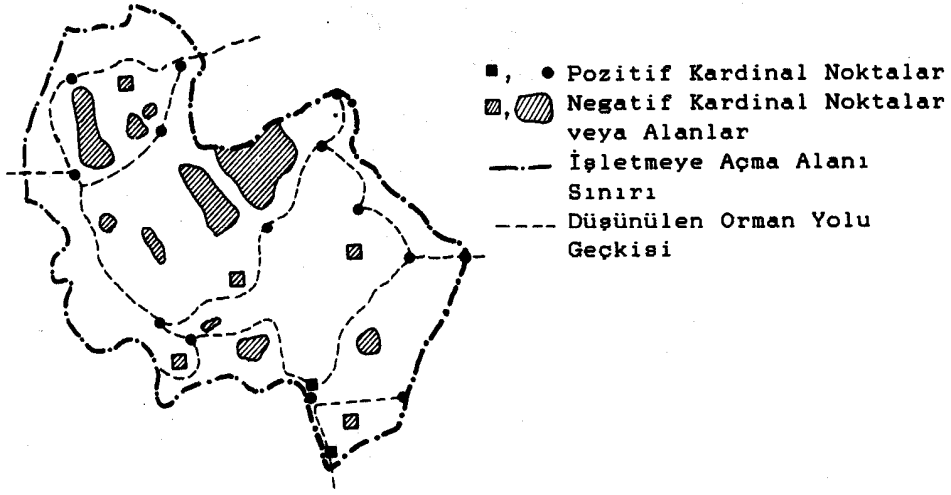 ■, ● Pozitif Kardinal Noktalar
Negatif Kardinal Noktalar
veya Alanlar
İşletmeye Açma Alanı
Sınırı
Düşünülen Orman Yolu
Geçkisi